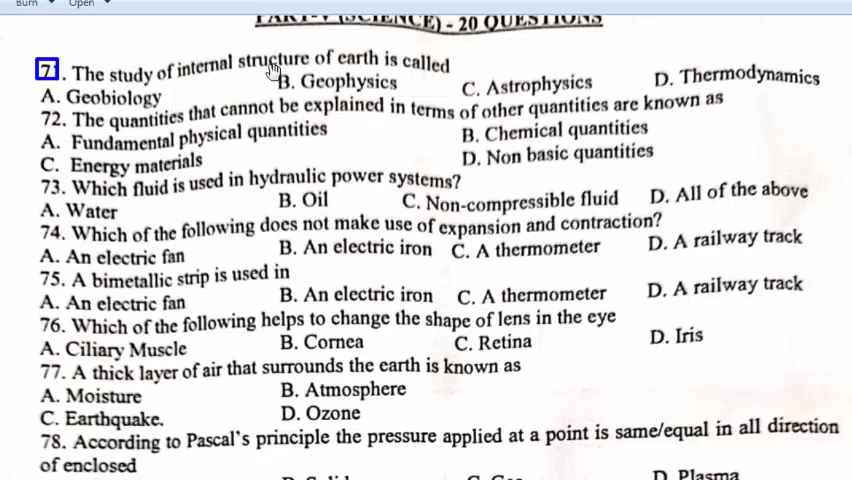 Burn Open
PART-V (SCIENCE) - 20 QUESTIONS
71. The study of internal structure of earth is called
A. Geobiology B. Geophysics C. Astrophysics D. Thermodynamics
72. The quantities that cannot be explained in terms of other quantities are known as
A. Fundamental physical quantities B. Chemical quantities
C. Energy materials D. Non basic quantities
73. Which fluid is used in hydraulic power systems?
A. Water B. Oil C. Non-compressible fluid D. All of the above
74. Which of the following does not make use of expansion and contraction?
A. An electric fan B. An electric iron C. A thermometer D. A railway track
75. A bimetallic strip is used in
A. An electric fan B. An electric iron C. A thermometer D. A railway track
76. Which of the following helps to change the shape of lens in the eye
A. Ciliary Muscle B. Cornea C. Retina D. Iris
77. A thick layer of air that surrounds the earth is known as
A. Moisture B. Atmosphere
C. Earthquake. D. Ozone
78. According to Pascal's principle the pressure applied at a point is same/equal in all direction
of enclosed
B. Solid C. Gas D. Plasma